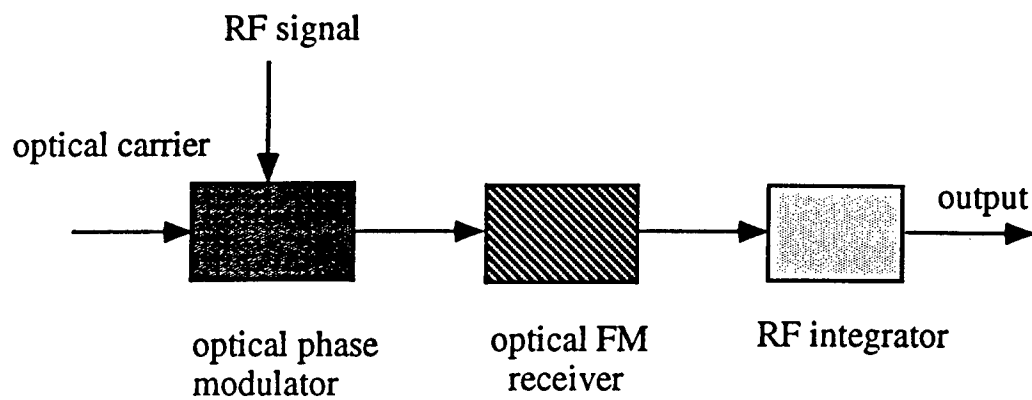 RF signal
optical carrier
output
optical phase
modulator
optical FM
receiver
RF integrator